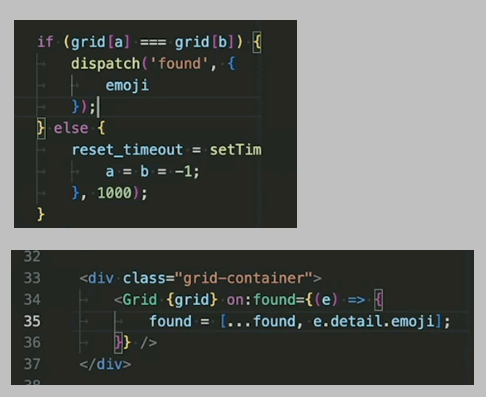 if (grid[a] === grid[b]) {
dispatch('found', {
emoji
});
} else {
reset_timeout = setTim
a = b = -1;
}, 1000);
}
32
33 <div class="grid-container">
34 <Grid {grid} on:found={(e) => {
35 found = [...found, e.detail.emoji];
36 }} />
37 </div>
38